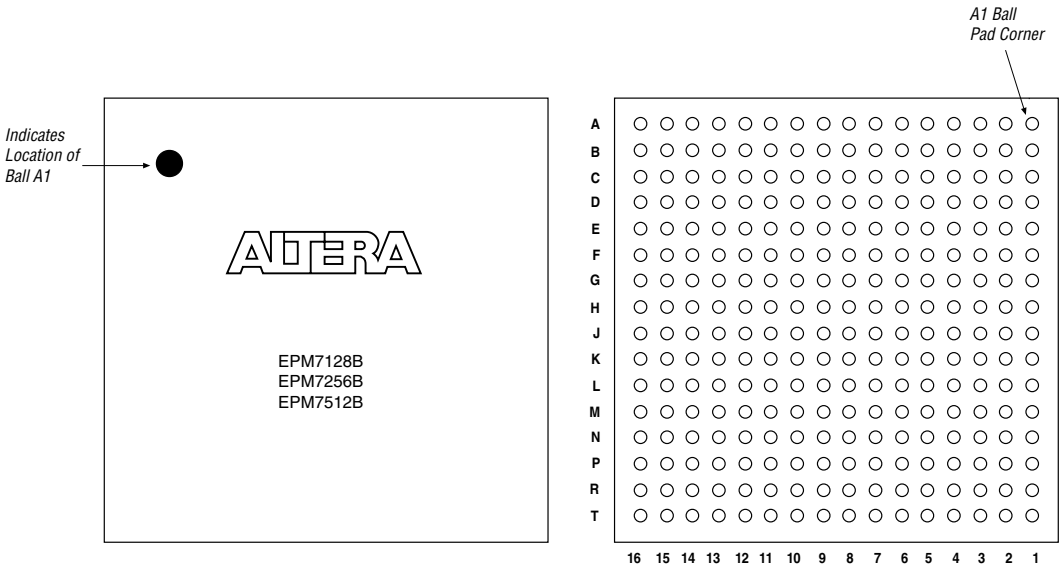 A1 Ball
Pad Corner
Indicates
Location of
Ball A1
ALTERA
EPM7128B
EPM7256B
EPM7512B
A
B
C
D
E
F
G
H
J
K
L
M
N
P
R
T
16 15 14 13 12 11 10 9 8 7 6 5 4 3 2 1